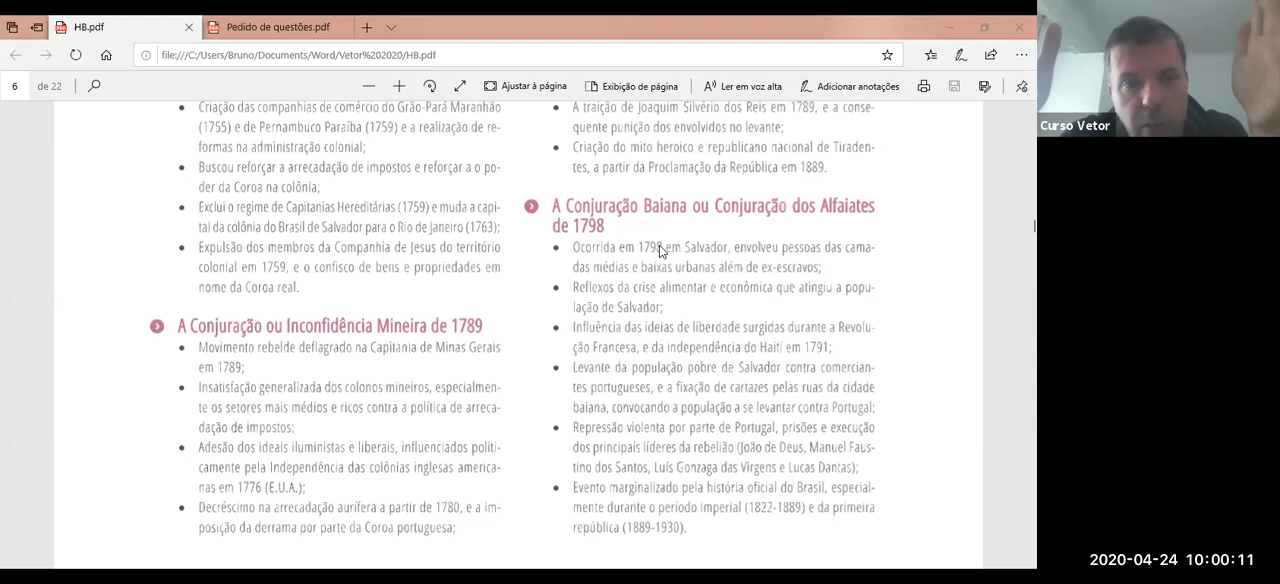 HB.pdf
Pedido de questões.pdf
file:///C:/Users/Bruno/Documents/Word/Vetor%202020/HB.pdf
6 de 22
Ajustar à página
Exibição de página
Ler em voz alta
Adicionar anotações
Curso Vetor
Criação das companhias de comércio do Grão-Pará Maranhão
(1755) e de Pernambuco Paraíba (1759) e a realização de re-
formas na administração colonial;
Buscou reforçar a arrecadação de impostos e reforçar a o po-
der da Coroa na colônia;
Exclui o regime de Capitanias Hereditárias (1759) e muda a capi-
tal da colônia do Brasil de Salvador para o Rio de Janeiro (1763);
Expulsão dos membros da Companhia de Jesus do território
colonial em 1759, e o confisco de bens e propriedades em
nome da Coroa real.
A Conjuração ou Inconfidência Mineira de 1789
Movimento rebelde deflagrado na Capitania de Minas Gerais
em 1789;
Insatisfação generalizada dos colonos mineiros, especialmen-
te os setores mais médios e ricos contra a política de arreca-
dação de impostos;
Adesão dos ideais iluministas e liberais, influenciados politi-
camente pela Independência das colônias inglesas america-
nas em 1776 (E.U.A.);
Decréscimo na arrecadação aurífera a partir de 1780, e a im-
posição da derrama por parte da Coroa portuguesa;
A traição de Joaquim Silvério dos Reis em 1789, e a conse-
quente punição dos envolvidos no levante;
Criação do mito heroico e republicano nacional de Tiraden-
tes, a partir da Proclamação da República em 1889.
A Conjuração Baiana ou Conjuração dos Alfaiates
de 1798
Ocorrida em 1798 em Salvador, envolveu pessoas das cama-
das médias e baixas urbanas além de ex-escravos;
Reflexos da crise alimentar e econômica que atingiu a popu-
lação de Salvador;
Influência das ideias de liberdade surgidas durante a Revolu-
ção Francesa, e da independência do Haiti em 1791;
Levante da população pobre de Salvador contra comercian-
tes portugueses, e a fixação de cartazes pelas ruas da cidade
baiana, convocando a população a se levantar contra Portugal;
Repressão violenta por parte de Portugal, prisões e execução
dos principais líderes da rebelião (João de Deus, Manuel Faus-
tino dos Santos, Luís Gonzaga das Virgens e Lucas Dantas);
Evento marginalizado pela história oficial do Brasil, especial-
mente durante o período Imperial (1822-1889) e da primeira
república (1889-1930).
2020-04-24 10:00:11